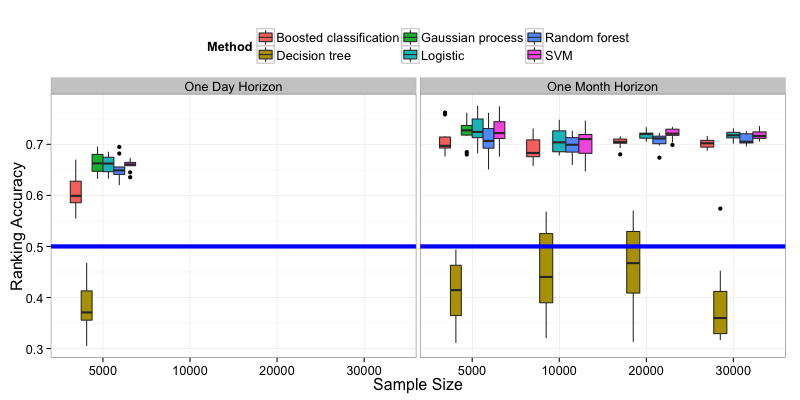 Method Boosted classification Gaussian process Random forest
Decision tree Logistic SVM
One Day Horizon One Month Horizon
0.7
0.6
0.5
0.4
0.3
Ranking Accuracy
5000 10000 20000 30000 5000 10000 20000 30000
Sample Size